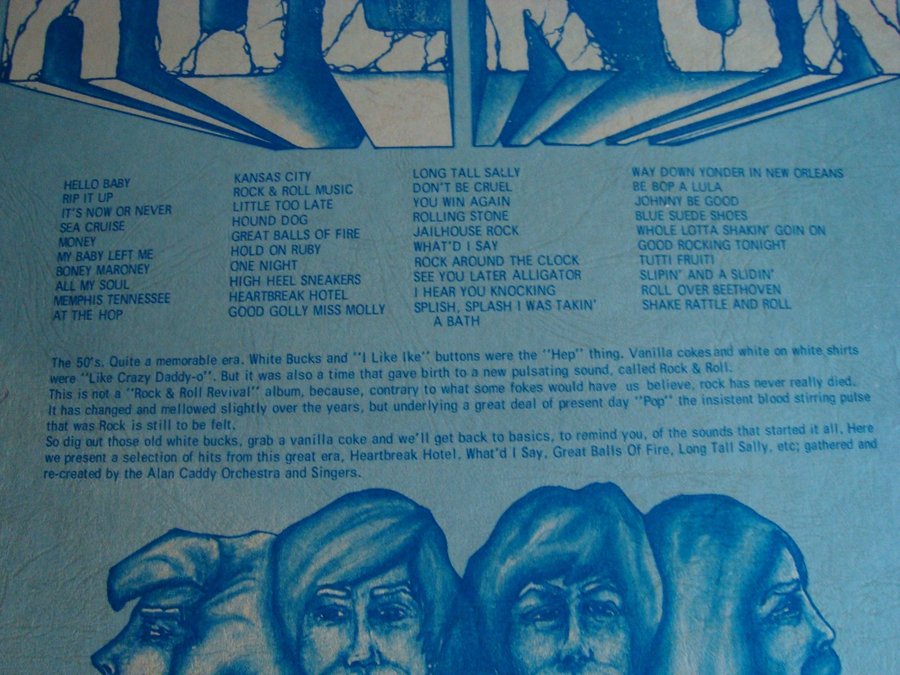 HELLO BABY
RIP IT UP
IT'S NOW OR NEVER
SEA CRUISE
MONEY
MY BABY LEFT ME
BONEY MARONEY
ALL MY SOUL
MEMPHIS TENNESSEE
AT THE HOP
KANSAS CITY
ROCK & ROLL MUSIC
LITTLE TOO LATE
HOUND DOG
GREAT BALLS OF FIRE
HOLD ON RUBY
ONE NIGHT
HIGH HEEL SNEAKERS
HEARTBREAK HOTEL
GOOD GOLLY MISS MOLLY
LONG TALL SALLY
DON'T BE CRUEL
YOU WIN AGAIN
ROLLING STONE
JAILHOUSE ROCK
WHAT'D I SAY
ROCK AROUND THE CLOCK
SEE YOU LATER ALLIGATOR
I HEAR YOU KNOCKING
SPLISH, SPLASH I WAS TAKIN'
A BATH
WAY DOWN YONDER IN NEW ORLEANS
BE BOP A LULA
JOHNNY BE GOOD
BLUE SUEDE SHOES
WHOLE LOTTA SHAKIN' GOIN ON
GOOD ROCKING TONIGHT
TUTTI FRUITI
SLIPIN' AND A SLIDIN'
ROLL OVER BEETHOVEN
SHAKE RATTLE AND ROLL
The 50's. Quite a memorable era. White Bucks and "I Like Ike" buttons were the "Hep" thing. Vanilla cokes and white on white shirts
were "Like Crazy Daddy-o". But it was also a time that gave birth to a new pulsating sound, called Rock & Roll.
This is not a "Rock & Roll Revival" album, because, contrary to what some fokes would have us believe, rock has never really died.
It has changed and mellowed slightly over the years, but underlying a great deal of present day "Pop" the insistent blood stirring pulse
that was Rock is still to be felt.
So dig out those old white bucks, grab a vanilla coke and we'll get back to basics, to remind you, of the sounds that started it all. Here
we present a selection of hits from this great era, Heartbreak Hotel, What'd I Say, Great Balls Of Fire, Long Tall Sally, etc; gathered and
re-created by the Alan Caddy Orchestra and Singers.